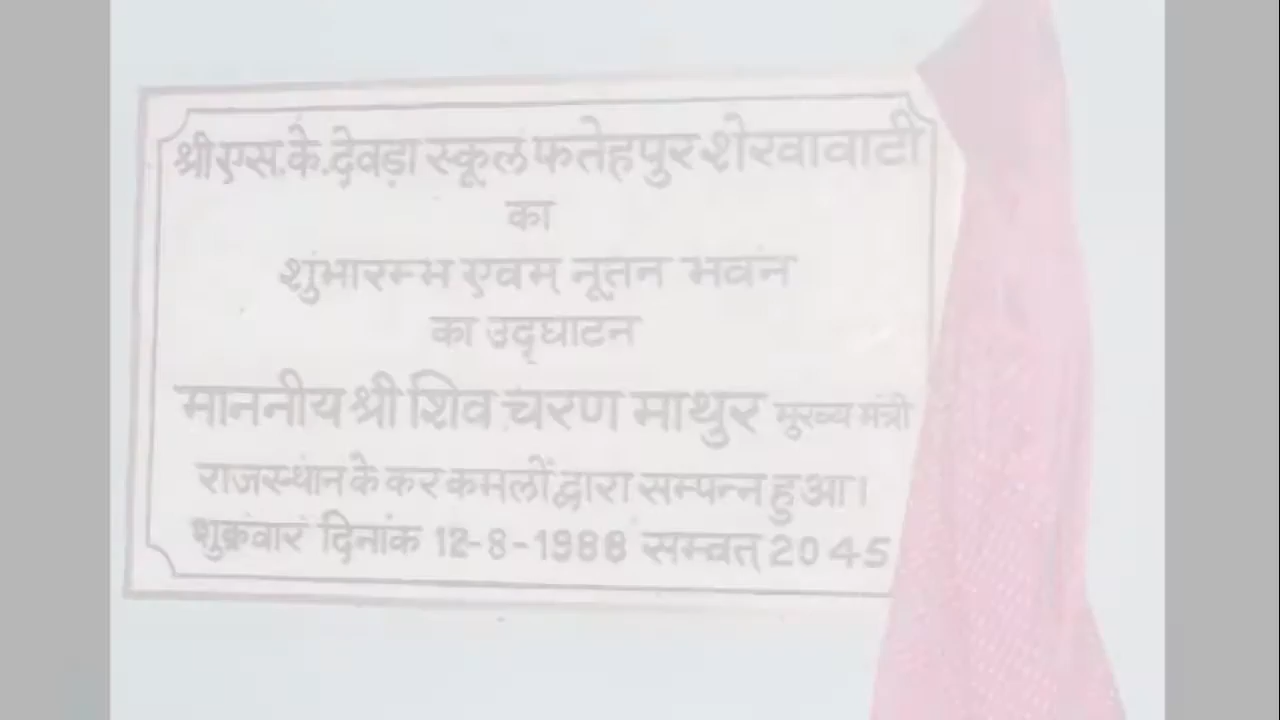 श्री एस. के. देवड़ा स्कूल फतेहपुर शेखावाटी
का
शुभारम्भ एवम् नूतन भवन
का उद्घाटन
माननीय श्री शिव चरण माथुर मुख्य मंत्री
राजस्थान के कर कमलों द्वारा सम्पन्न हुआ।
शुक्रवार दिनांक 12-8-1988 सम्वत् 2045